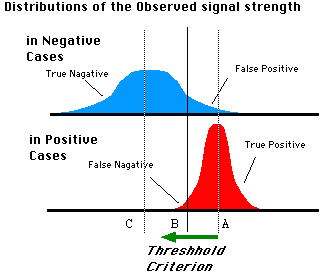 Distributions of the Observed signal strength
in Negative
Cases
True Nagative
False Positive
in Positive
Cases
False Nagative
True Positive
C B A
Threshhold
Criterion